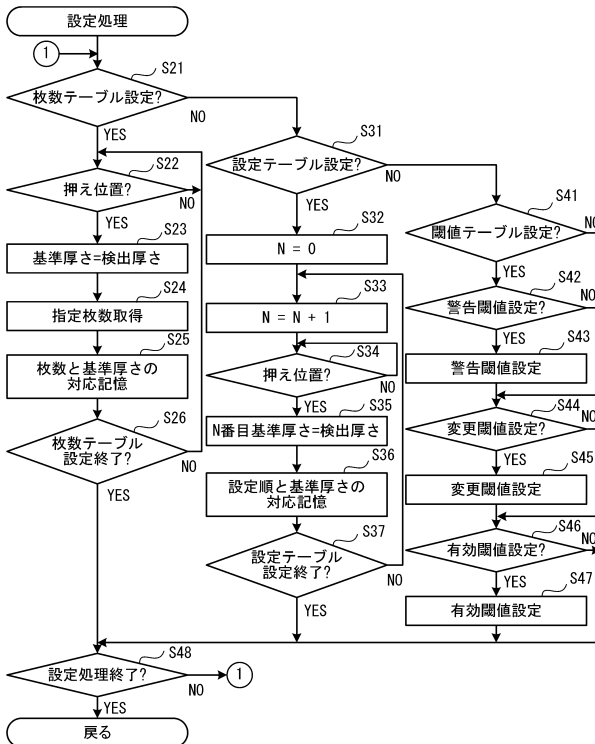 設定処理
1
S21
枚数テーブル設定?
NO
YES
S22
押え位置?
NO
YES
S23
基準厚さ=検出厚さ
S24
指定枚数取得
S25
枚数と基準厚さの
対応記憶
S26
枚数テーブル
設定終了?
NO
YES
S31
設定テーブル設定?
NO
YES
S32
N = 0
S33
N = N + 1
S34
押え位置?
NO
YES
S35
N番目基準厚さ=検出厚さ
S36
設定順と基準厚さの
対応記憶
S37
設定テーブル
設定終了?
NO
YES
S41
閾値テーブル設定?
NO
YES
S42
警告閾値設定?
NO
YES
S43
警告閾値設定
S44
変更閾値設定?
NO
YES
S45
変更閾値設定
S46
有効閾値設定?
NO
YES
S47
有効閾値設定
S48
設定処理終了?
NO
1
YES
戻る